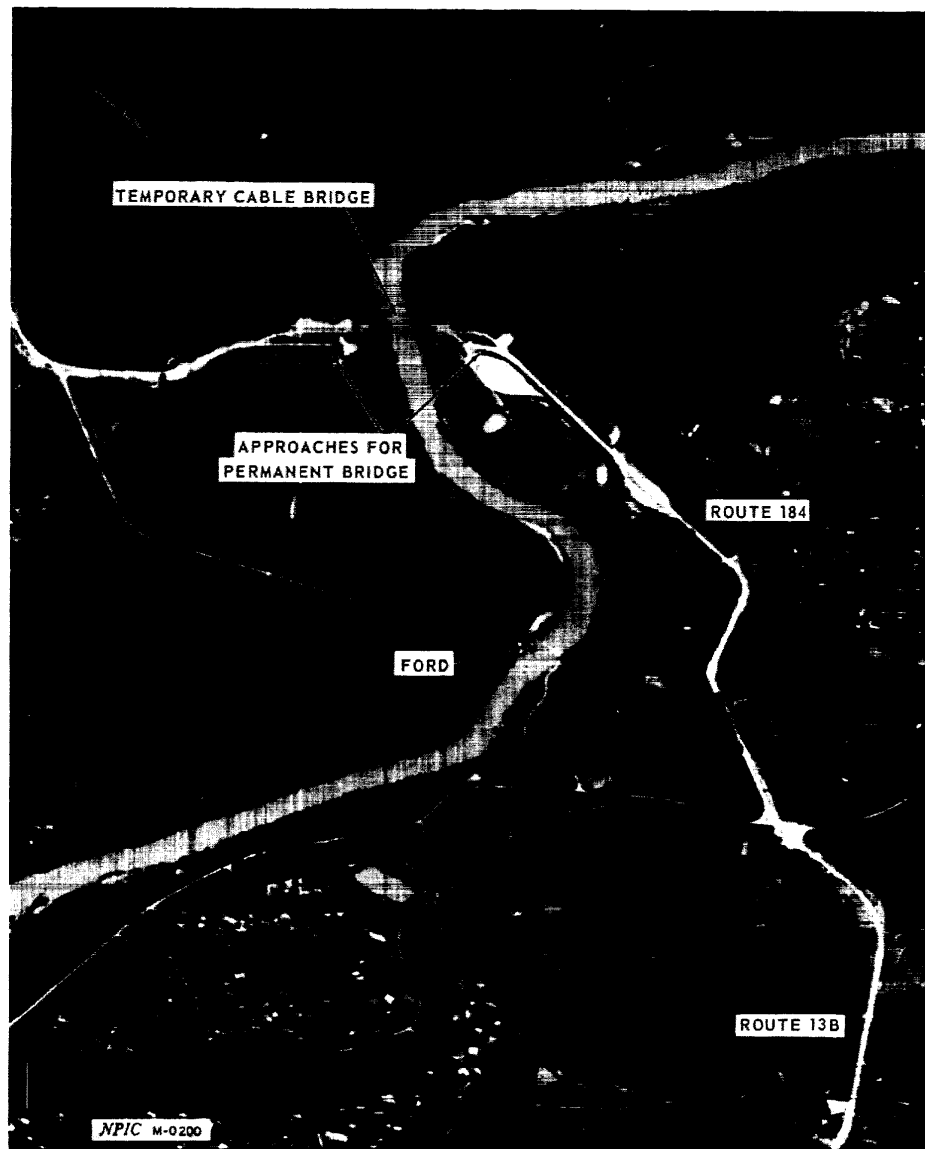 TEMPORARY CABLE BRIDGE
APPROACHES FOR
PERMANENT BRIDGE
ROUTE 184
FORD
ROUTE 13B
NPIC M-0200